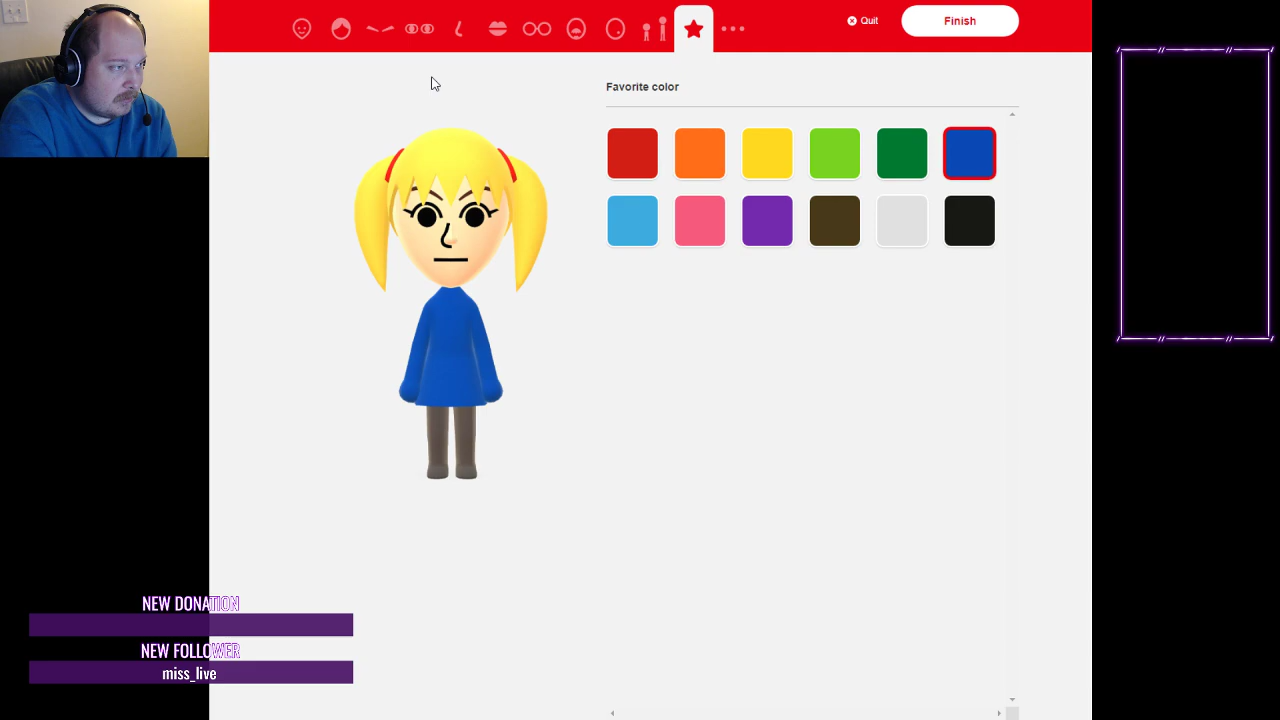 Quit
Finish
Favorite color
NEW DONATION
NEW FOLLOWER
miss_live